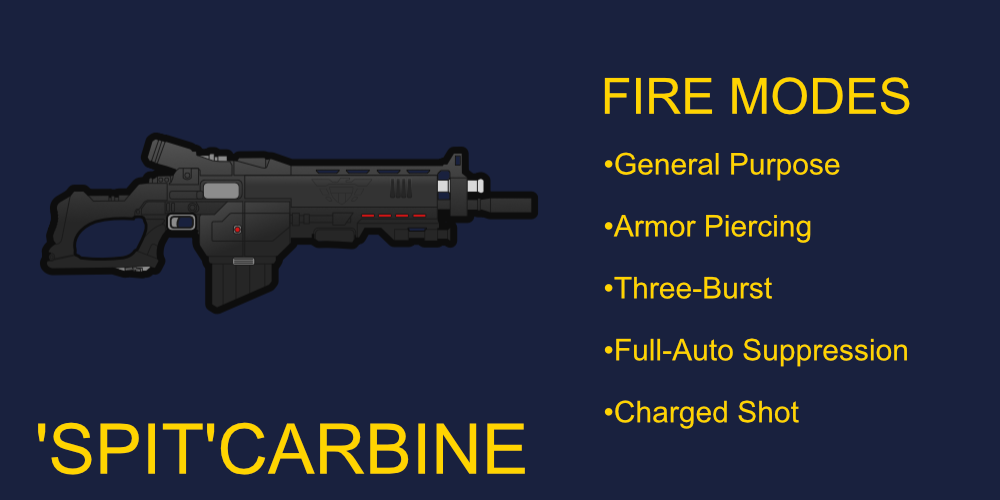 FIRE MODES
•General Purpose
•Armor Piercing
•Three-Burst
•Full-Auto Suppression
•Charged Shot
'SPIT'CARBINE